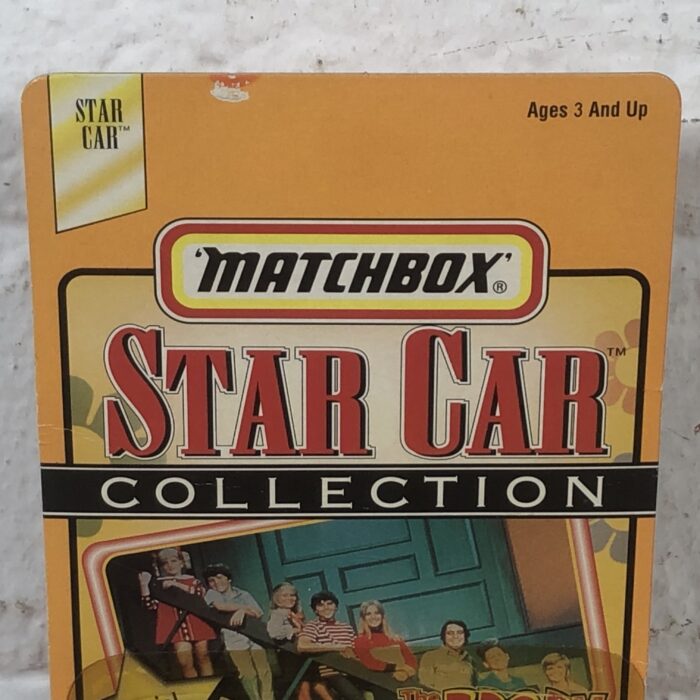 STAR
CAR™
Ages 3 And Up
'MATCHBOX'®
STAR CAR™
COLLECTION